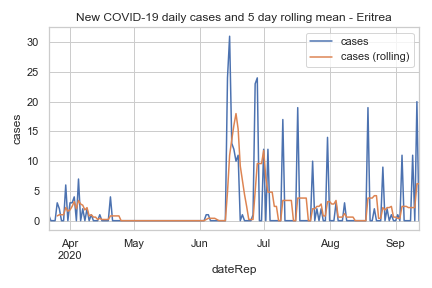 New COVID-19 daily cases and 5 day rolling mean - Eritrea
cases
cases (rolling)
30
25
20
15
10
5
0
cases
Apr May Jun Jul Aug Sep
2020
dateRep